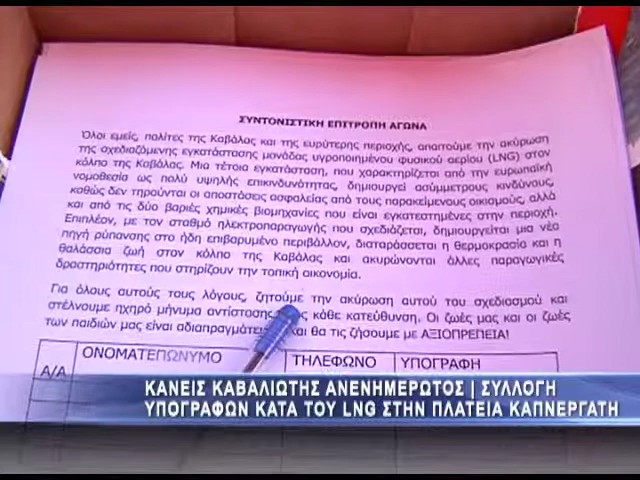 ΣΥΝΤΟΝΙΣΤΙΚΗ ΕΠΙΤΡΟΠΗ ΑΓΩΝΑ
Όλοι εμείς, πολίτες της Καβάλας και της ευρύτερης περιοχής, απαιτούμε την ακύρωση
της σχεδιαζόμενης εγκατάστασης μονάδας υγροποιημένου φυσικού αερίου (LNG) στον
κόλπο της Καβάλας. Μια τέτοια εγκατάσταση, που χαρακτηρίζεται από την ευρωπαϊκή
νομοθεσία ως πολύ υψηλής επικινδυνότητας, δημιουργεί ασύμμετρους κινδύνους,
καθώς δεν τηρούνται οι αποστάσεις ασφαλείας από τους παρακείμενους οικισμούς, αλλά
και από τις δύο βαριές χημικές βιομηχανίες που είναι εγκατεστημένες στην περιοχή.
Επιπλέον, με τον σταθμό ηλεκτροπαραγωγής που σχεδιάζεται, δημιουργείται μια νέα
πηγή ρύπανσης στο ήδη επιβαρυμένο περιβάλλον, διαταράσσεται η θερμοκρασία και η
θαλάσσια ζωή στον κόλπο της Καβάλας και ακυρώνονται άλλες παραγωγικές
δραστηριότητες που στηρίζουν την τοπική οικονομία.
Για όλους αυτούς τους λόγους, ζητούμε την ακύρωση αυτού του σχεδιασμού και
στέλνουμε ηχηρό μήνυμα αντίστασης κάθε κατεύθυνση. Οι ζωές μας και οι ζωές
των παιδιών μας είναι αδιαπραγμάτευτες και θα τις ζήσουμε με ΑΞΙΟΠΡΕΠΕΙΑ!
Α/Α ΟΝΟΜΑΤΕΠΩΝΥΜΟ ΤΗΛΕΦΩΝΟ ΥΠΟΓΡΑΦΗ
ΚΑΝΕΙΣ ΚΑΒΑΛΙΩΤΗΣ ΑΝΕΝΗΜΕΡΩΤΟΣ | ΣΥΛΛΟΓΗ
ΥΠΟΓΡΑΦΩΝ ΚΑΤΑ ΤΟΥ LNG ΣΤΗΝ ΠΛΑΤΕΙΑ ΚΑΠΝΕΡΓΑΤΗ